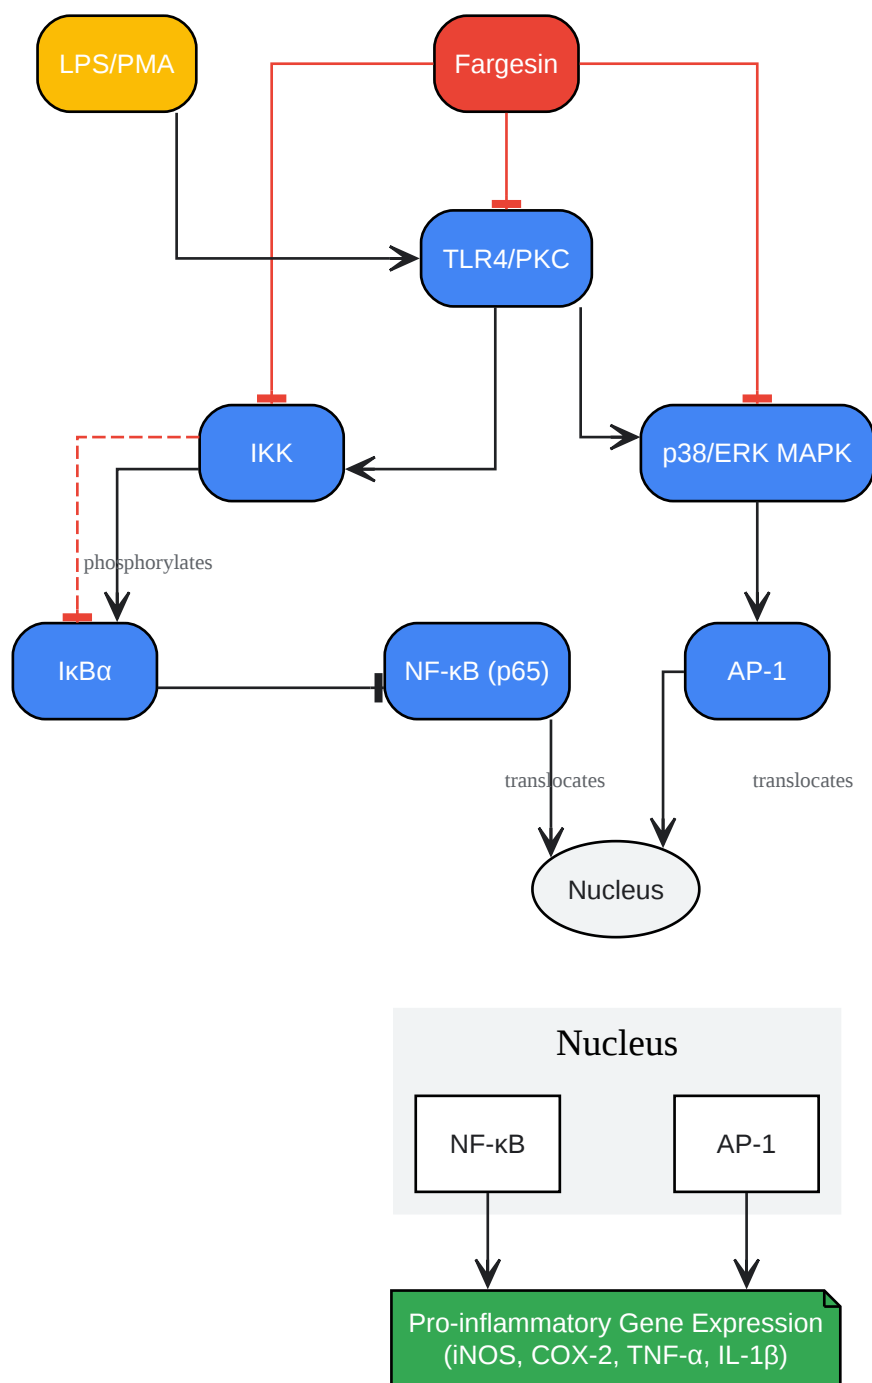 LPS/PMA
Fargesin
TLR4/PKC
IKK
p38/ERK MAPK
phosphorylates
IκBα
NF-κB (p65)
AP-1
translocates
translocates
Nucleus
Nucleus
NF-κB
AP-1
Pro-inflammatory Gene Expression
(iNOS, COX-2, TNF-α, IL-1β)